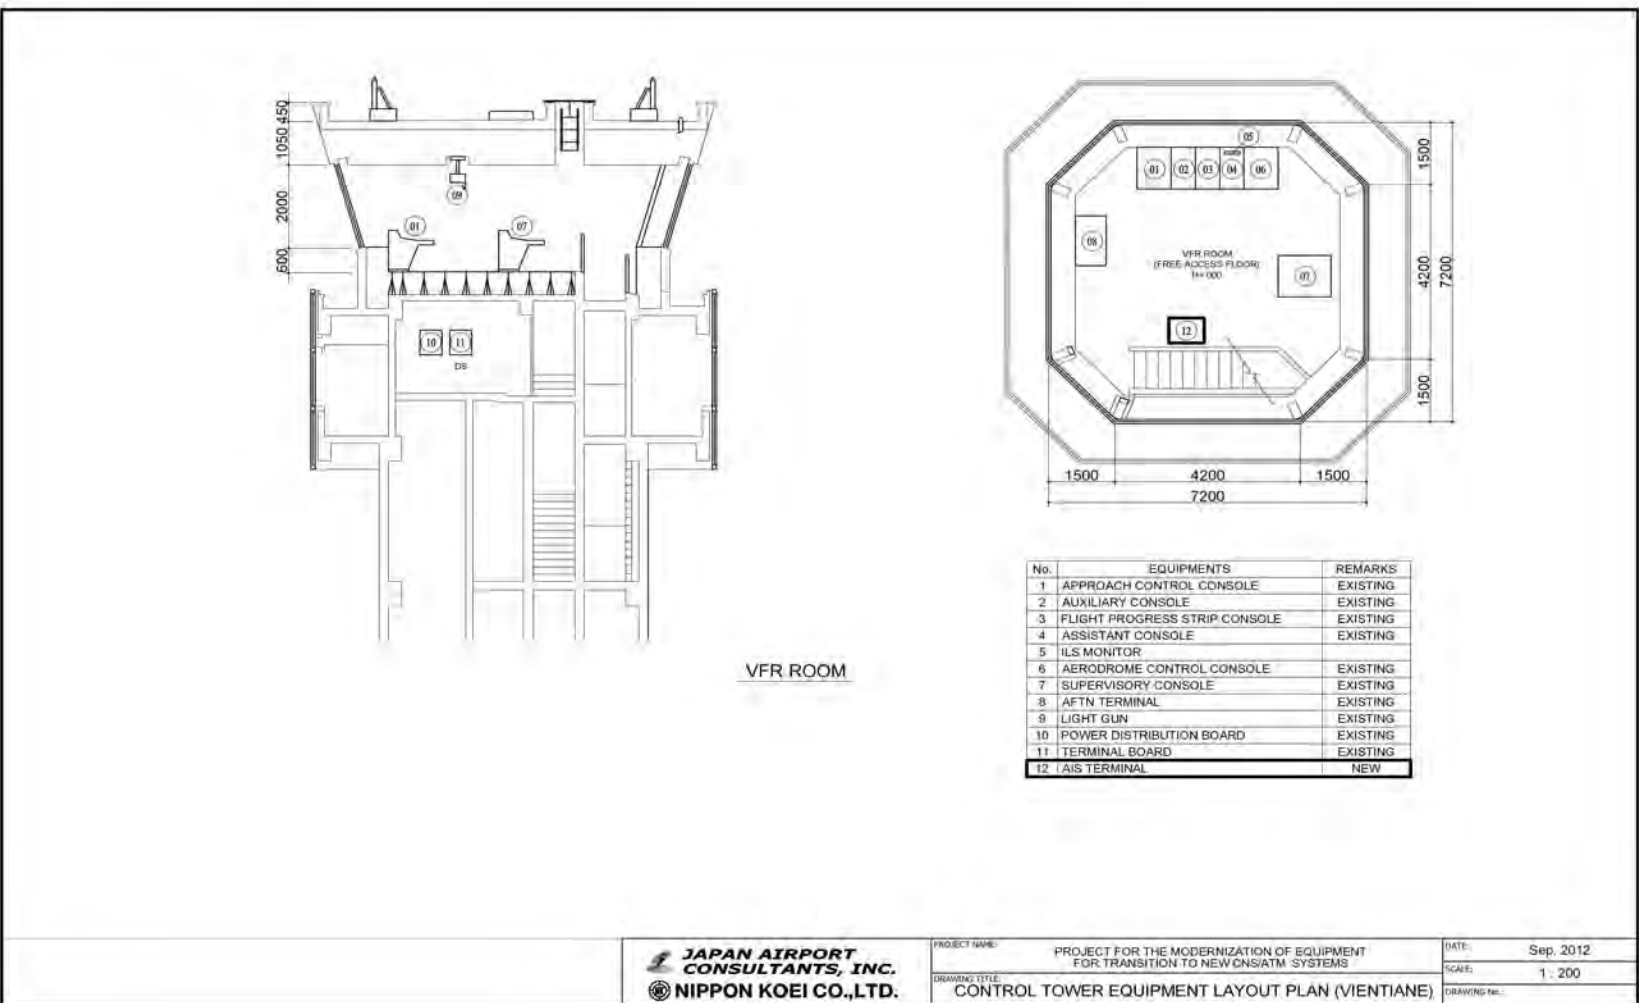 450
1050
2000
600
09
01
07
10
11
DS
VFR ROOM
05
01
02
03
04
06
08
VFR ROOM
(FREE-ACCESS FLOOR)
07
12
1500
4200
1500
7200
1500
4200
1500
7200
No. EQUIPMENTS REMARKS
1 APPROACH CONTROL CONSOLE EXISTING
2 AUXILIARY CONSOLE EXISTING
3 FLIGHT PROGRESS STRIP CONSOLE EXISTING
4 ASSISTANT CONSOLE EXISTING
5 ILS MONITOR
6 AERODROME CONTROL CONSOLE EXISTING
7 SUPERVISORY CONSOLE EXISTING
8 AFTN TERMINAL EXISTING
9 LIGHT GUN EXISTING
10 POWER DISTRIBUTION BOARD EXISTING
11 TERMINAL BOARD EXISTING
12 AIS TERMINAL NEW
JAPAN AIRPORT
CONSULTANTS, INC.
NIPPON KOEI CO.,LTD.
PROJECT NAME:
PROJECT FOR THE MODERNIZATION OF EQUIPMENT
FOR TRANSITION TO NEW CNS/ATM SYSTEMS
DRAWING TITLE:
CONTROL TOWER EQUIPMENT LAYOUT PLAN (VIENTIANE)
DATE: Sep. 2012
SCALE: 1 : 200
DRAWING No.